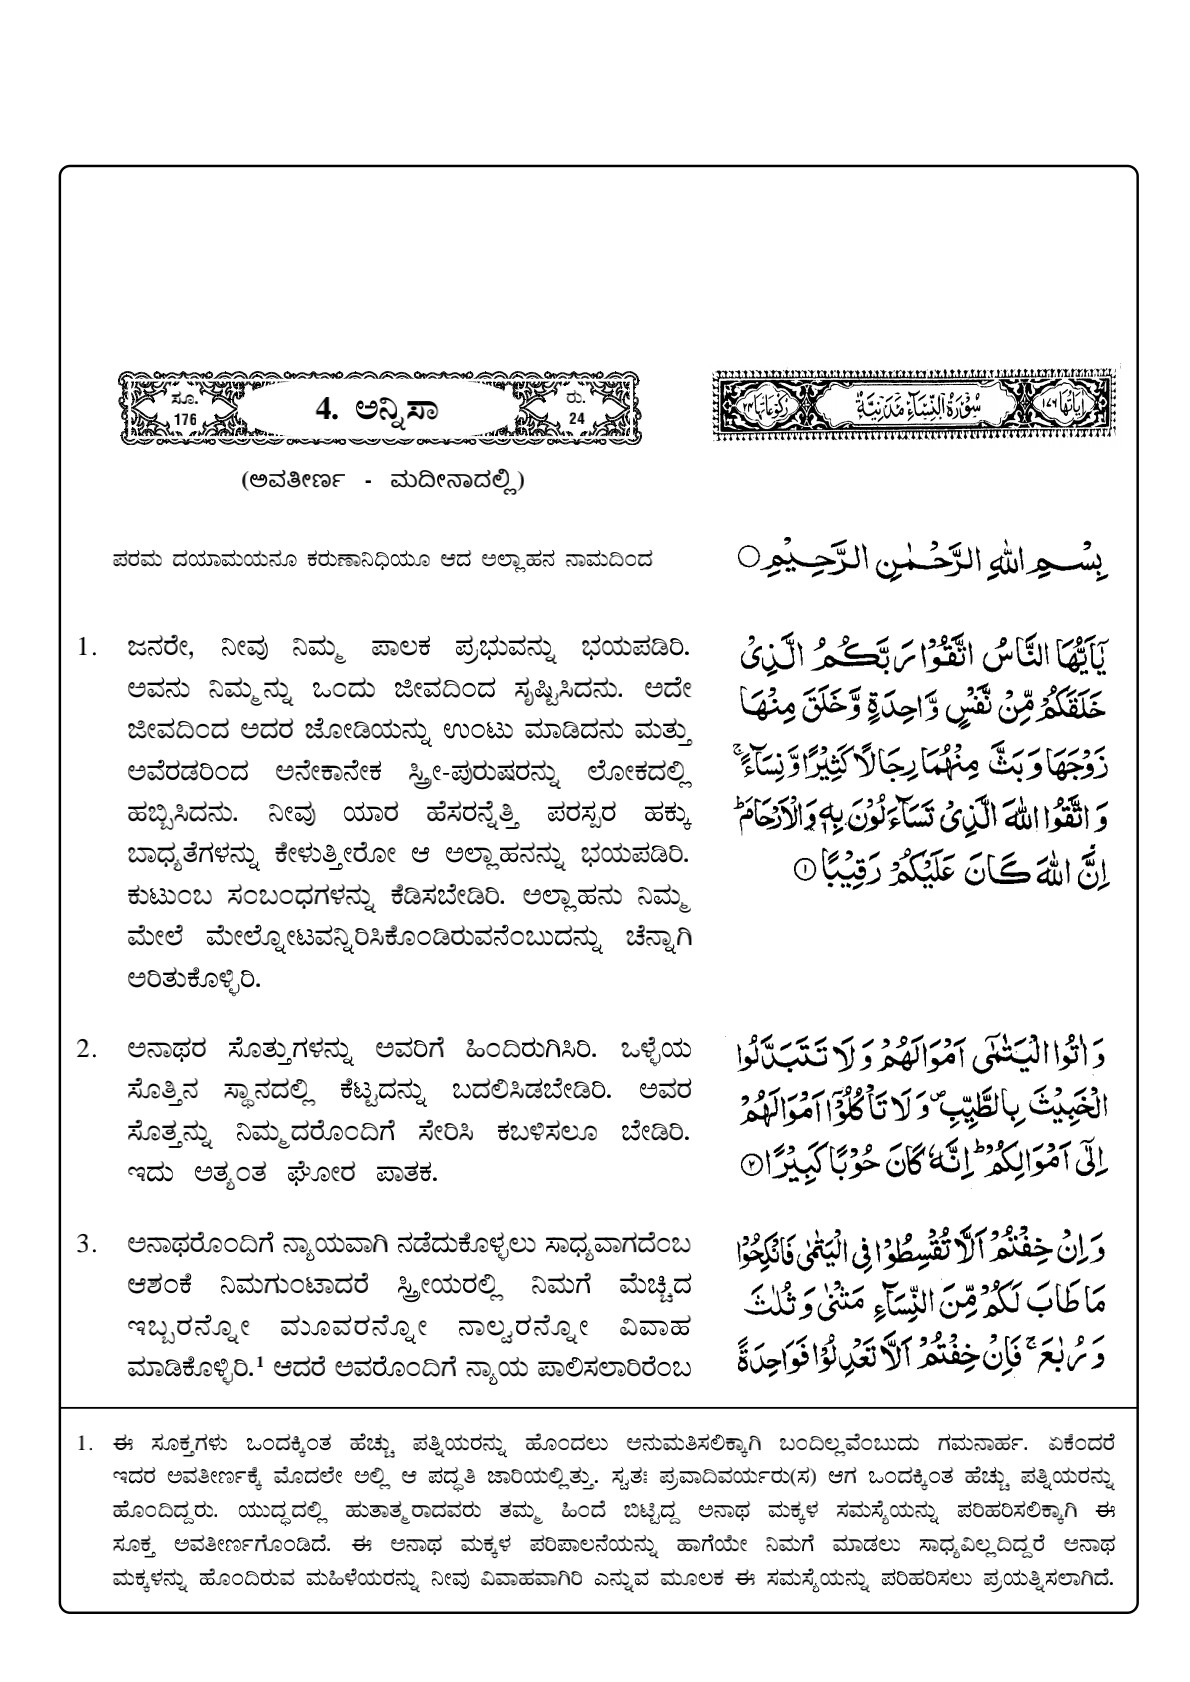 ಸೂ.
176
4. ಅನ್ನಿಸಾ
ರು.
24
اٰيَاتُهَا ١٧٦
سُوْرَةُ النِّسَآءِ مَدَنِيَّةٌ
رُكُوْعَاتُهَا ٢٤
(ಅವತೀರ್ಣ - ಮದೀನಾದಲ್ಲಿ)
ಪರಮ ದಯಾಮಯನೂ ಕರುಣಾನಿಧಿಯೂ ಆದ ಅಲ್ಲಾಹನ ನಾಮದಿಂದ
بِسْمِ اللّٰهِ الرَّحْمٰنِ الرَّحِيْمِ ○
1. ಜನರೇ, ನೀವು ನಿಮ್ಮ ಪಾಲಕ ಪ್ರಭುವನ್ನು ಭಯಪಡಿರಿ.
ಅವನು ನಿಮ್ಮನ್ನು ಒಂದು ಜೀವದಿಂದ ಸೃಷ್ಟಿಸಿದನು. ಅದೇ
ಜೀವದಿಂದ ಅದರ ಜೋಡಿಯನ್ನು ಉಂಟು ಮಾಡಿದನು ಮತ್ತು
ಅವೆರಡರಿಂದ ಅನೇಕಾನೇಕ ಸ್ತ್ರೀ-ಪುರುಷರನ್ನು ಲೋಕದಲ್ಲಿ
ಹಬ್ಬಿಸಿದನು. ನೀವು ಯಾರ ಹೆಸರನ್ನೆತ್ತಿ ಪರಸ್ಪರ ಹಕ್ಕು
ಬಾಧ್ಯತೆಗಳನ್ನು ಕೇಳುತ್ತೀರೋ ಆ ಅಲ್ಲಾಹನನ್ನು ಭಯಪಡಿರಿ.
ಕುಟುಂಬ ಸಂಬಂಧಗಳನ್ನು ಕೆಡಿಸಬೇಡಿರಿ. ಅಲ್ಲಾಹನು ನಿಮ್ಮ
ಮೇಲೆ ಮೇಲ್ನೋಟವನ್ನಿರಿಸಿಕೊಂಡಿರುವನೆಂಬುದನ್ನು ಚೆನ್ನಾಗಿ
ಅರಿತುಕೊಳ್ಳಿರಿ.
يٰٓاَيُّهَا النَّاسُ اتَّقُوْا رَبَّكُمُ الَّذِيْ
خَلَقَكُمْ مِّنْ نَّفْسٍ وَّاحِدَةٍ وَّخَلَقَ مِنْهَا
زَوْجَهَا وَبَثَّ مِنْهُمَا رِجَالًا كَثِيْرًا وَّنِسَآءً ۚ
وَاتَّقُوا اللّٰهَ الَّذِيْ تَسَآءَلُوْنَ بِهٖ وَالْاَرْحَامَ ؕ
اِنَّ اللّٰهَ كَانَ عَلَيْكُمْ رَقِيْبًا ①
2. ಅನಾಥರ ಸೊತ್ತುಗಳನ್ನು ಅವರಿಗೆ ಹಿಂದಿರುಗಿಸಿರಿ. ಒಳ್ಳೆಯ
ಸೊತ್ತಿನ ಸ್ಥಾನದಲ್ಲಿ ಕೆಟ್ಟದನ್ನು ಬದಲಿಸಿಡಬೇಡಿರಿ. ಅವರ
ಸೊತ್ತನ್ನು ನಿಮ್ಮದರೊಂದಿಗೆ ಸೇರಿಸಿ ಕಬಳಿಸಲೂ ಬೇಡಿರಿ.
ಇದು ಅತ್ಯಂತ ಘೋರ ಪಾತಕ.
وَاٰتُوا الْيَتٰمٰٓى اَمْوَالَهُمْ وَلَا تَتَبَدَّلُوا
الْخَبِيْثَ بِالطَّيِّبِ ۪ وَلَا تَاْكُلُوْٓا اَمْوَالَهُمْ
اِلٰٓى اَمْوَالِكُمْ ؕ اِنَّهٗ كَانَ حُوْبًا كَبِيْرًا ②
3. ಅನಾಥರೊಂದಿಗೆ ನ್ಯಾಯವಾಗಿ ನಡೆದುಕೊಳ್ಳಲು ಸಾಧ್ಯವಾಗದೆಂಬ
ಆಶಂಕೆ ನಿಮಗುಂಟಾದರೆ ಸ್ತ್ರೀಯರಲ್ಲಿ ನಿಮಗೆ ಮೆಚ್ಚಿದ
ಇಬ್ಬರನ್ನೋ ಮೂವರನ್ನೋ ನಾಲ್ವರನ್ನೋ ವಿವಾಹ
ಮಾಡಿಕೊಳ್ಳಿರಿ.¹ ಆದರೆ ಅವರೊಂದಿಗೆ ನ್ಯಾಯ ಪಾಲಿಸಲಾರಿರೆಂಬ
وَاِنْ خِفْتُمْ اَلَّا تُقْسِطُوْا فِي الْيَتٰمٰى فَانْكِحُوْا
مَا طَابَ لَكُمْ مِّنَ النِّسَآءِ مَثْنٰى وَثُلٰثَ
وَرُبٰعَ ۚ فَاِنْ خِفْتُمْ اَلَّا تَعْدِلُوْا فَوَاحِدَةً
1. ಈ ಸೂಕ್ತಗಳು ಒಂದಕ್ಕಿಂತ ಹೆಚ್ಚು ಪತ್ನಿಯರನ್ನು ಹೊಂದಲು ಅನುಮತಿಸಲಿಕ್ಕಾಗಿ ಬಂದಿಲ್ಲವೆಂಬುದು ಗಮನಾರ್ಹ. ಏಕೆಂದರೆ
ಇದರ ಅವತೀರ್ಣಕ್ಕೆ ಮೊದಲೇ ಅಲ್ಲಿ ಆ ಪದ್ಧತಿ ಜಾರಿಯಲ್ಲಿತ್ತು. ಸ್ವತಃ ಪ್ರವಾದಿವರ್ಯರು(ಸ) ಆಗ ಒಂದಕ್ಕಿಂತ ಹೆಚ್ಚು ಪತ್ನಿಯರನ್ನು
ಹೊಂದಿದ್ದರು. ಯುದ್ಧದಲ್ಲಿ ಹುತಾತ್ಮರಾದವರು ತಮ್ಮ ಹಿಂದೆ ಬಿಟ್ಟಿದ್ದ ಅನಾಥ ಮಕ್ಕಳ ಸಮಸ್ಯೆಯನ್ನು ಪರಿಹರಿಸಲಿಕ್ಕಾಗಿ ಈ
ಸೂಕ್ತ ಅವತೀರ್ಣಗೊಂಡಿದೆ. ಈ ಅನಾಥ ಮಕ್ಕಳ ಪರಿಪಾಲನೆಯನ್ನು ಹಾಗೆಯೇ ನಿಮಗೆ ಮಾಡಲು ಸಾಧ್ಯವಿಲ್ಲದಿದ್ದರೆ ಅನಾಥ
ಮಕ್ಕಳನ್ನು ಹೊಂದಿರುವ ಮಹಿಳೆಯರನ್ನು ನೀವು ವಿವಾಹವಾಗಿರಿ ಎನ್ನುವ ಮೂಲಕ ಈ ಸಮಸ್ಯೆಯನ್ನು ಪರಿಹರಿಸಲು ಪ್ರಯತ್ನಿಸಲಾಗಿದೆ.